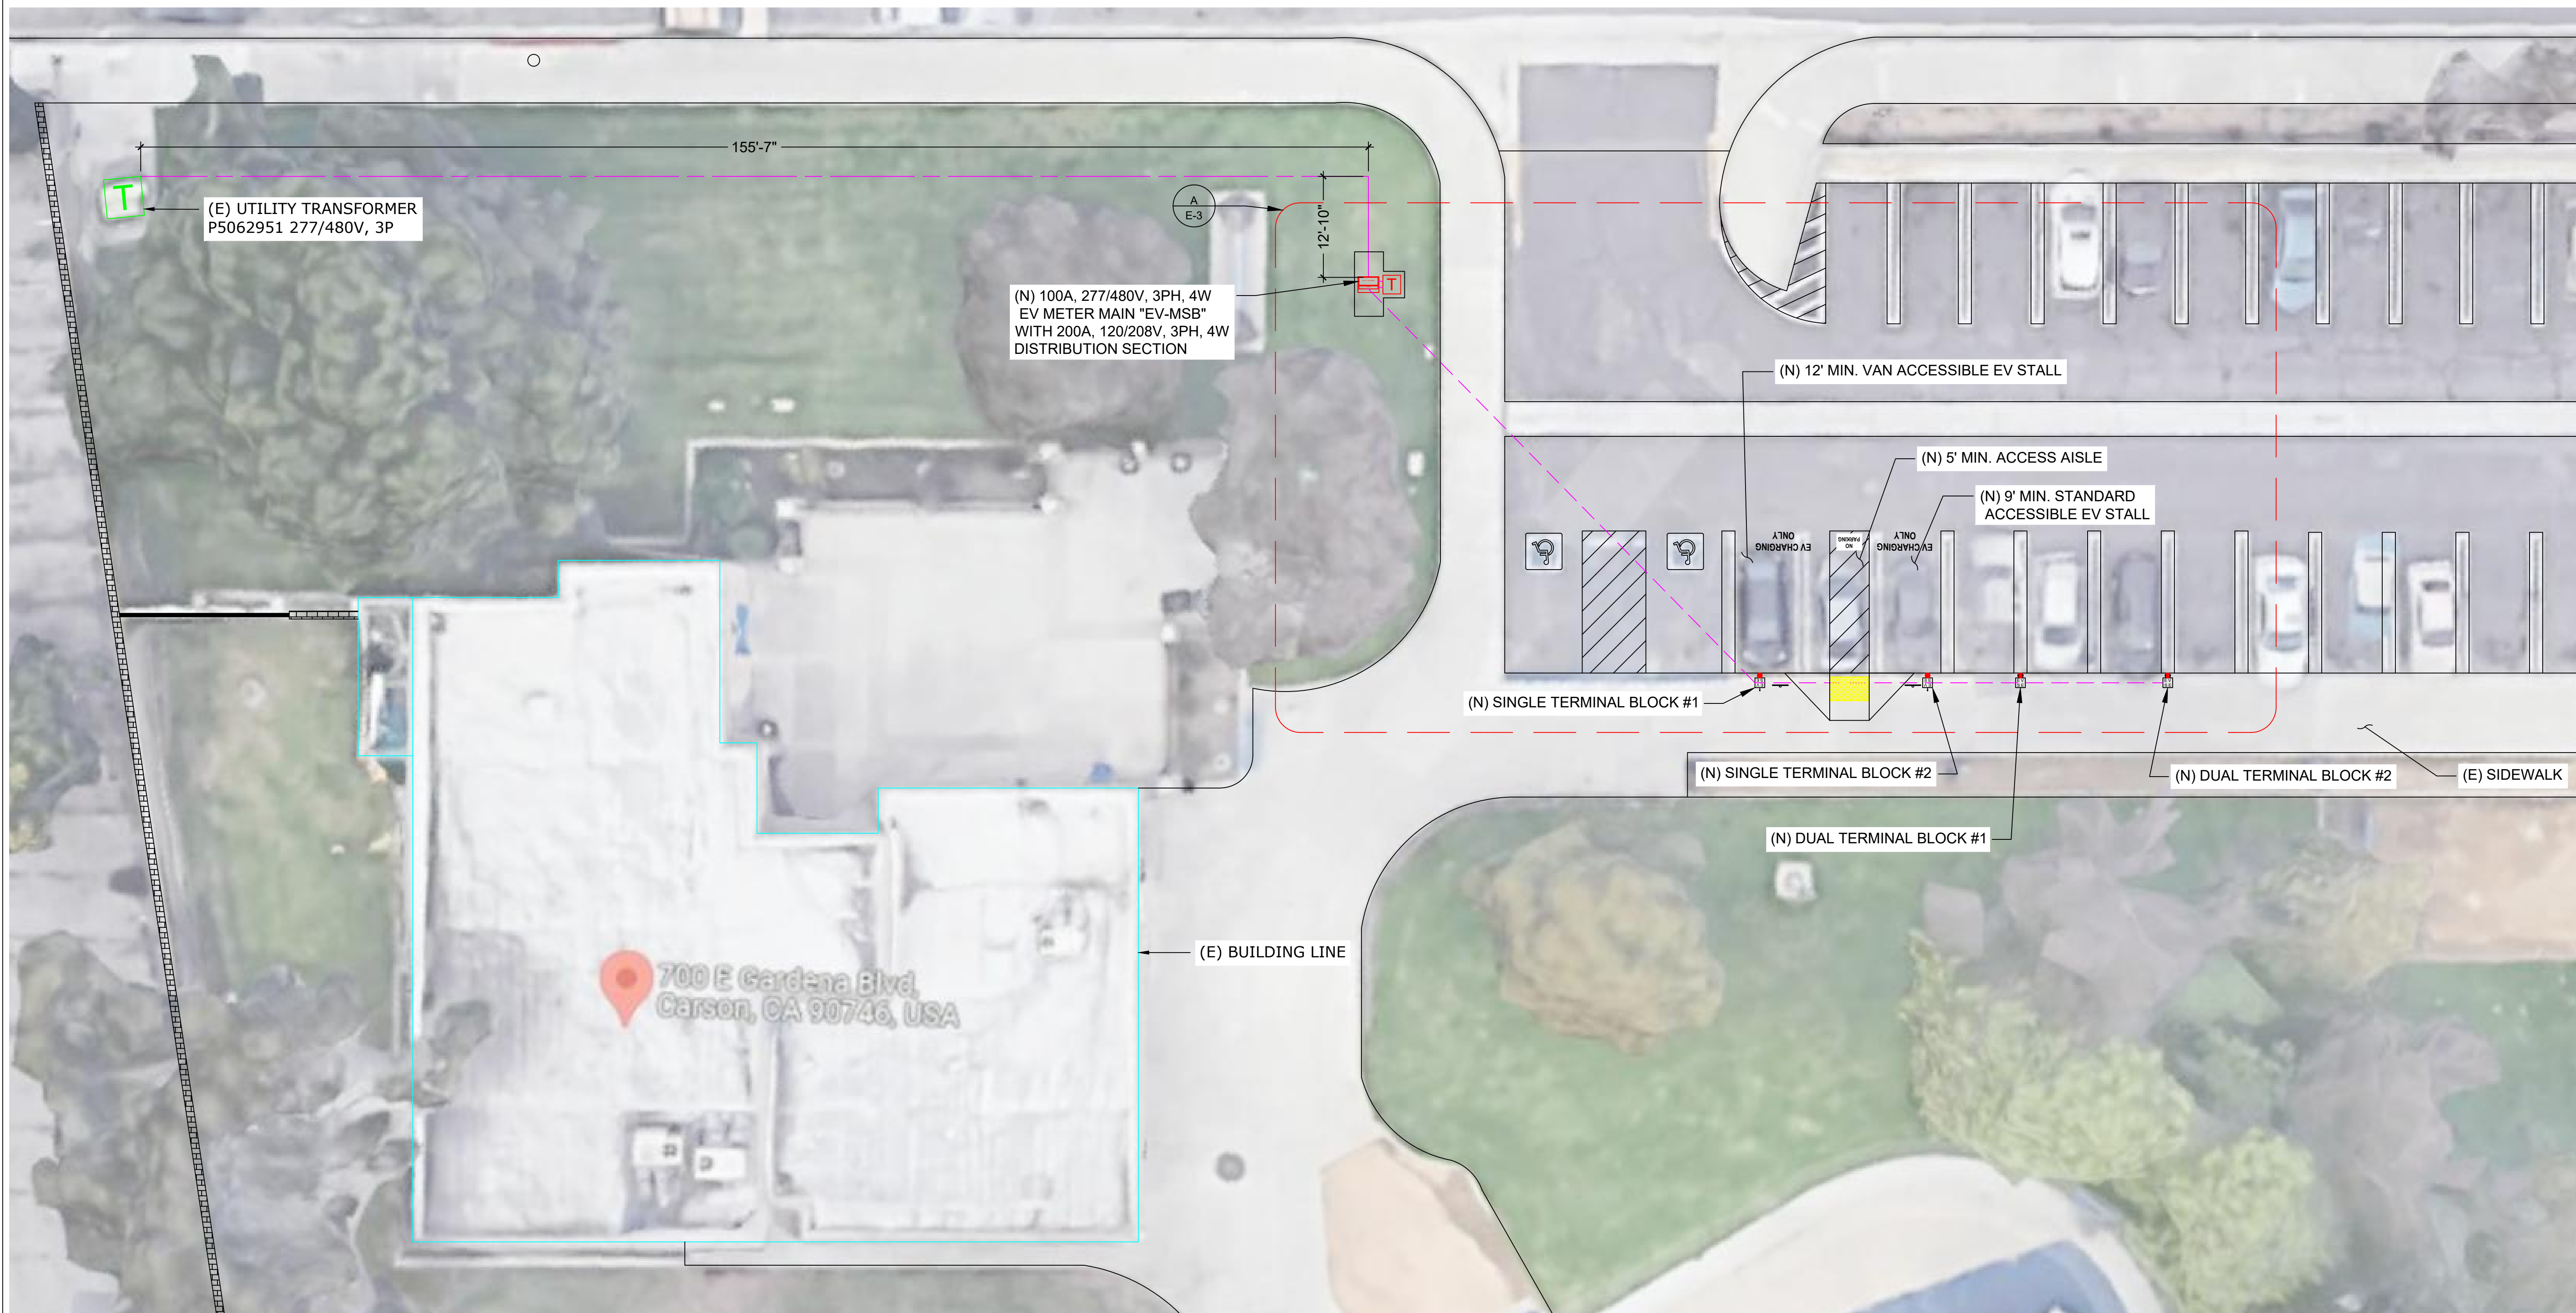 155'-7"
T
(E) UTILITY TRANSFORMER
P5062951 277/480V, 3P
A
E-3
12'-10"
T
(N) 100A, 277/480V, 3PH, 4W
EV METER MAIN "EV-MSB"
WITH 200A, 120/208V, 3PH, 4W
DISTRIBUTION SECTION
(N) 12' MIN. VAN ACCESSIBLE EV STALL
(N) 5' MIN. ACCESS AISLE
(N) 9' MIN. STANDARD
ACCESSIBLE EV STALL
EV CHARGING
ONLY
NO
PARKING
EV CHARGING
ONLY
(N) SINGLE TERMINAL BLOCK #1
(N) SINGLE TERMINAL BLOCK #2
(N) DUAL TERMINAL BLOCK #2
(E) SIDEWALK
(N) DUAL TERMINAL BLOCK #1
(E) BUILDING LINE
700 E Gardena Blvd,
Carson, CA 90746, USA